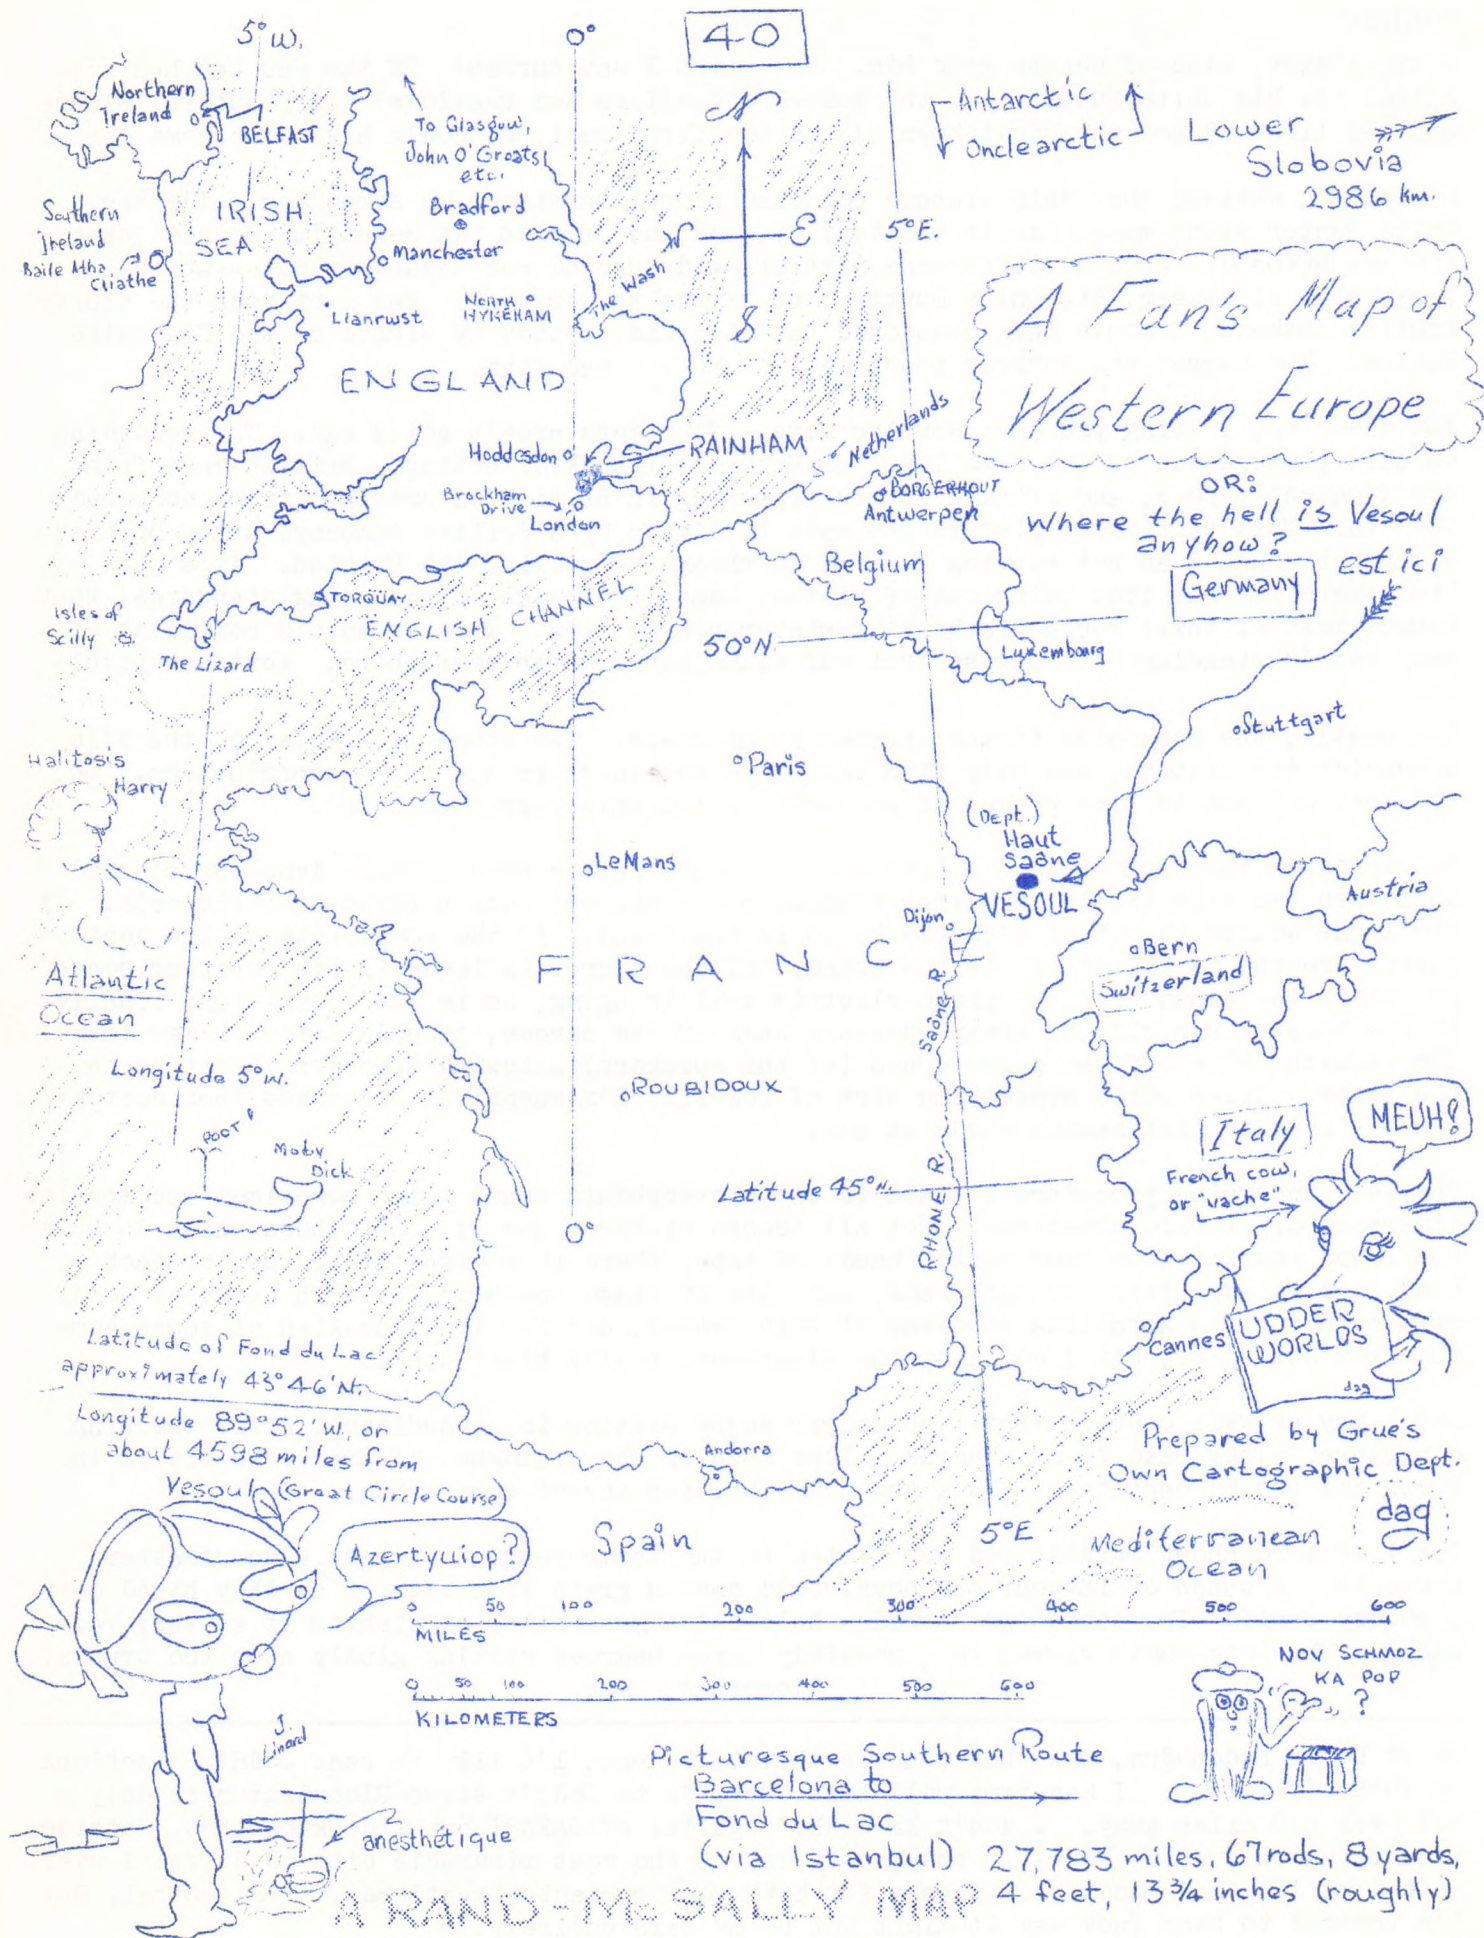 40
5° W.
0°
Northern
Ireland
BELFAST
To Glasgow,
John O'Groats,
etc.
N
W
E
S
Antarctic
Onclearctic
Lower
Slobovia
2986 km.
Southern
Ireland
Baile Atha
Cliathe
IRISH
SEA
Bradford
Manchester
5°E.
The Wash
Llanrwst
NORTH
HYKEHAM
A Fan's Map of
Western Europe
ENGLAND
Hoddesdon
RAINHAM
Netherlands
Brockham
Drive
London
BORGERHOUT
Antwerpen
OR:
Where the hell is Vesoul
anyhow?
est ici
Germany
Belgium
TORQUAY
ENGLISH CHANNEL
Isles of
Scilly
The Lizard
50°N.
Luxembourg
Stuttgart
Halitosis
Harry
Paris
(Dept.)
Haut
Saône
VESOUL
LeMans
Austria
Dijon
Bern
Switzerland
FRANCE
Saône R.
Atlantic
Ocean
Longitude 5°W.
ROUBIDOUX
POOT
Moby
Dick
Italy
MEUH!
French cow,
or "vache"
Latitude 45°N.
RHONE R.
0°
Cannes
UDDER
WORLDS
dag
Latitude of Fond du Lac
approximately 43°46'N.
Longitude 89°52'W, or
about 4598 miles from
Vesoul (Great Circle Course)
Andorra
Prepared by Grue's
Own Cartographic Dept.
dag
Azertyuiop?
Spain
5°E
Mediterranean
Ocean
0 50 100 200 300 400 500 600
MILES
0 50 100 200 300 400 500 600
KILOMETERS
NOV SCHMOZ
KA POP
?
J
Linard
anesthétique
Picturesque Southern Route
Barcelona to
Fond du Lac
(via Istanbul) 27,783 miles, 67 rods, 8 yards,
4 feet, 13 3/4 inches (roughly)
A RAND-McSALLY MAP